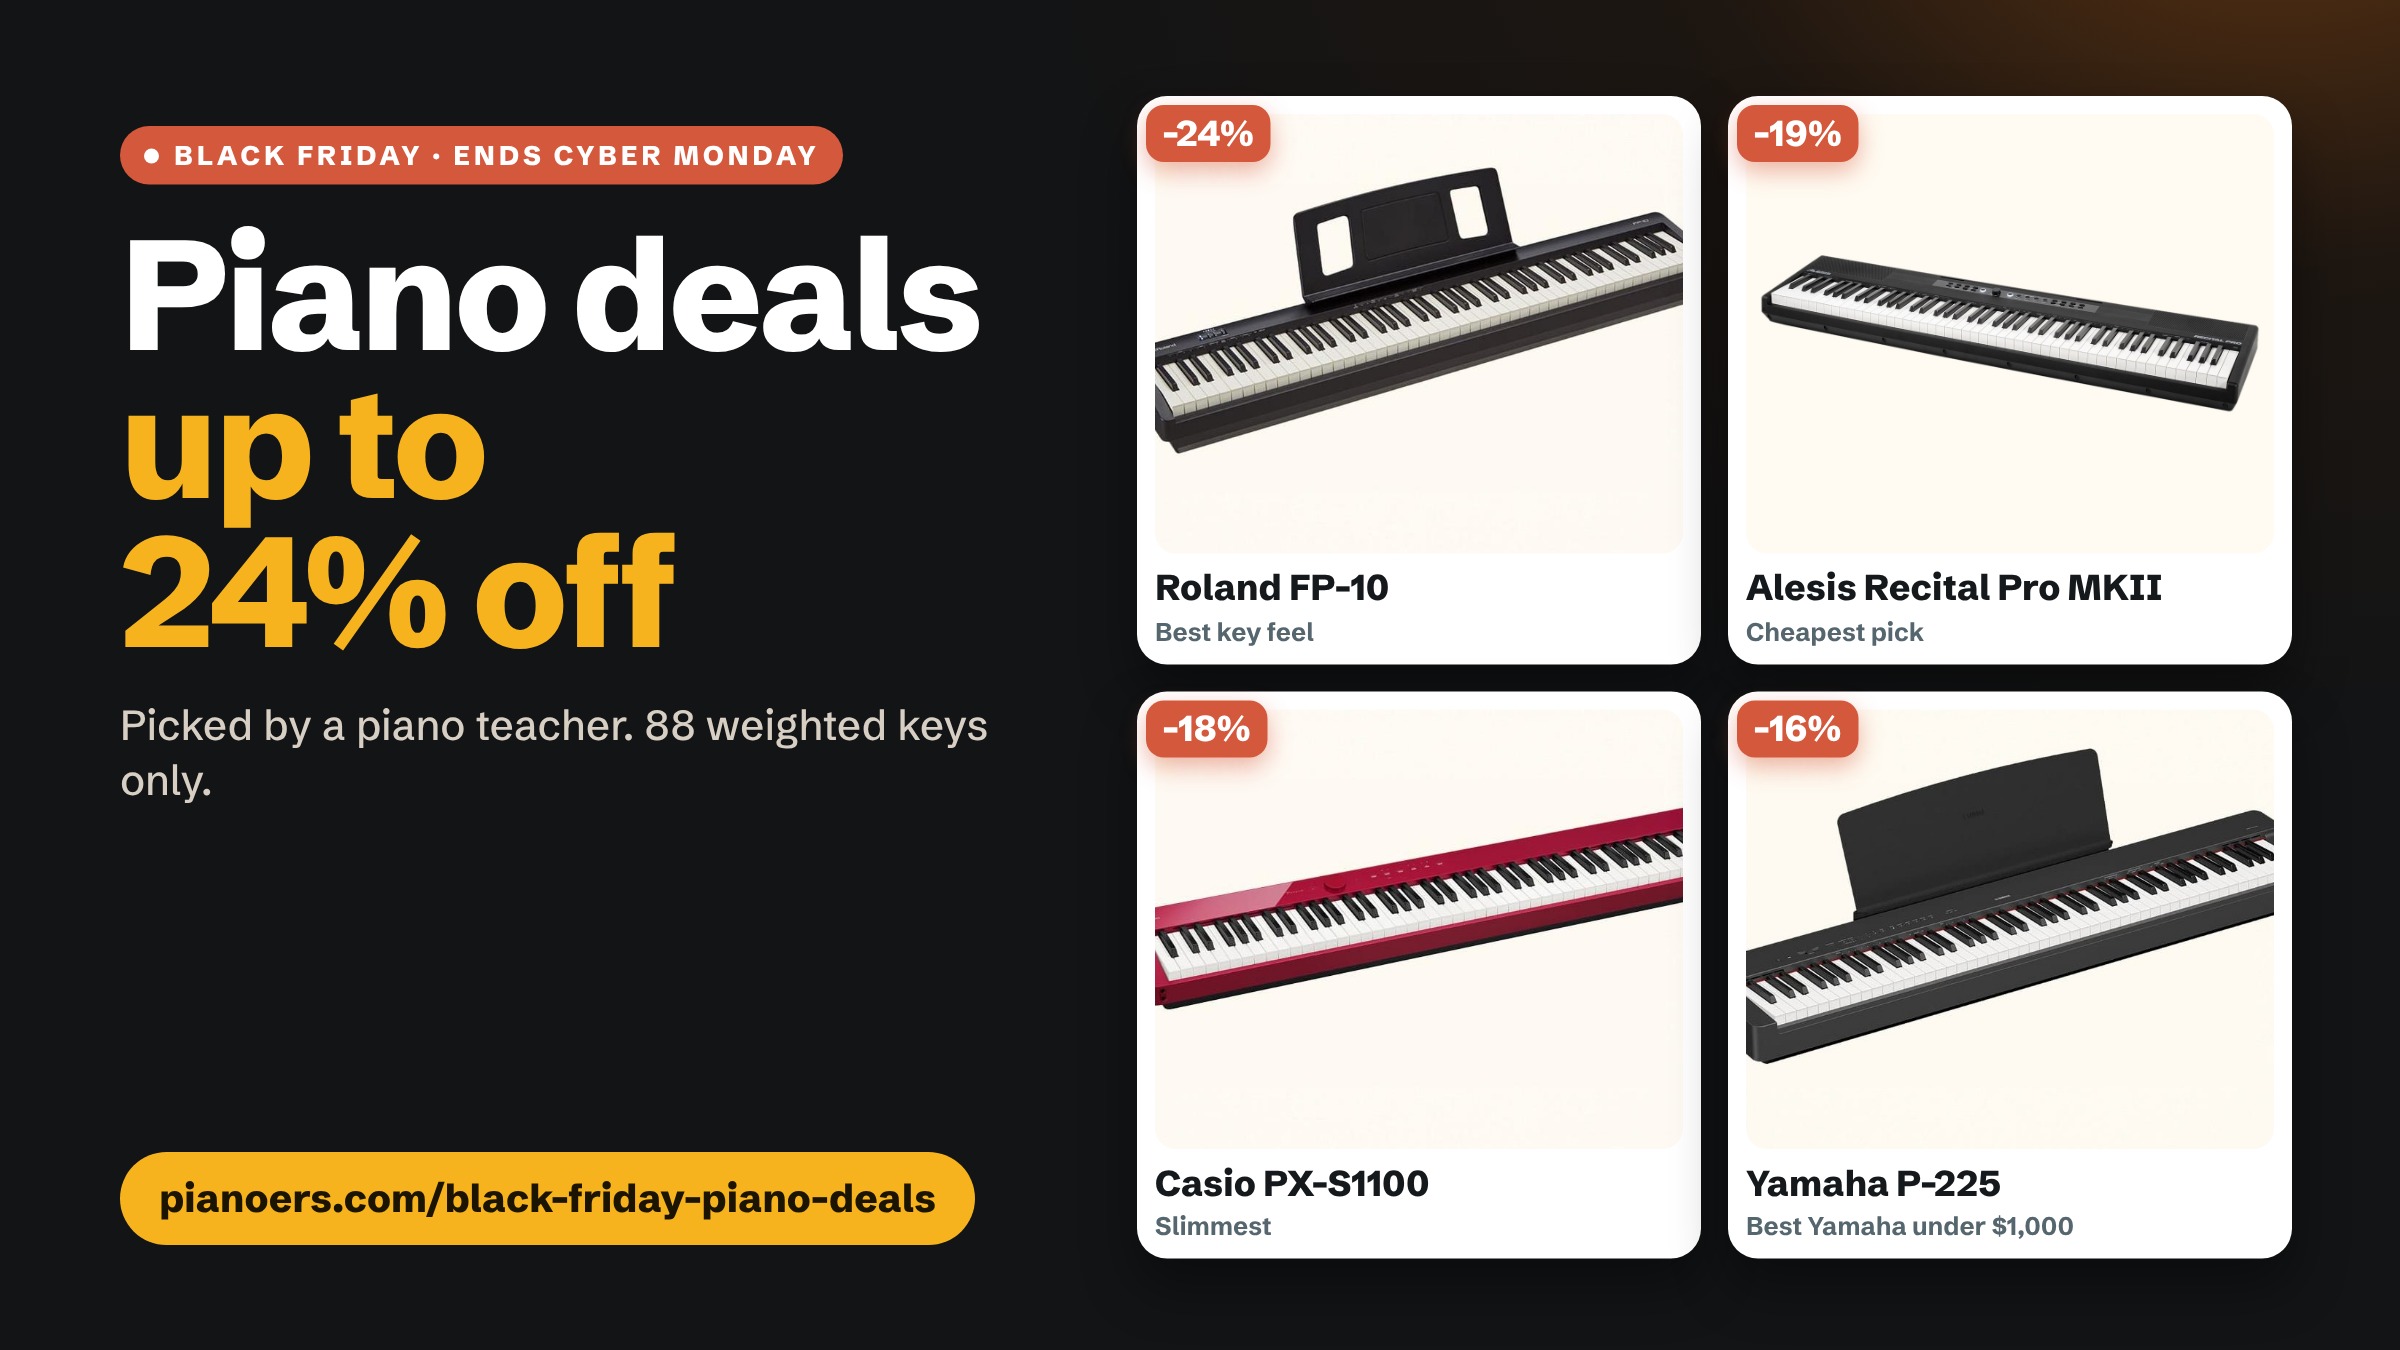 BLACK FRIDAY · ENDS CYBER MONDAY
Piano deals
up to
24% off
Picked by a piano teacher. 88 weighted keys
only.
pianoers.com/black-friday-piano-deals
-24%
Roland FP-10
Best key feel
-19%
Alesis Recital Pro MKII
Cheapest pick
-18%
Casio PX-S1100
Slimmest
-16%
Yamaha P-225
Best Yamaha under $1,000